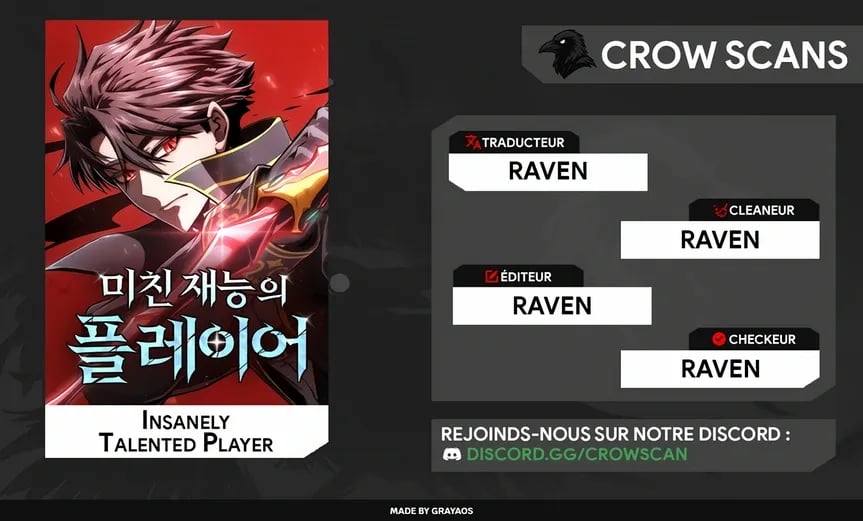 CROW SCANS
TRADUCTEUR
RAVEN
CLEANEUR
RAVEN
ÉDITEUR
RAVEN
CHECKEUR
RAVEN
미친 재능의
플레이어
INSANELY
TALENTED PLAYER
REJOINDS-NOUS SUR NOTRE DISCORD :
DISCORD.GG/CROWSCAN
MADE BY GRAYAOS